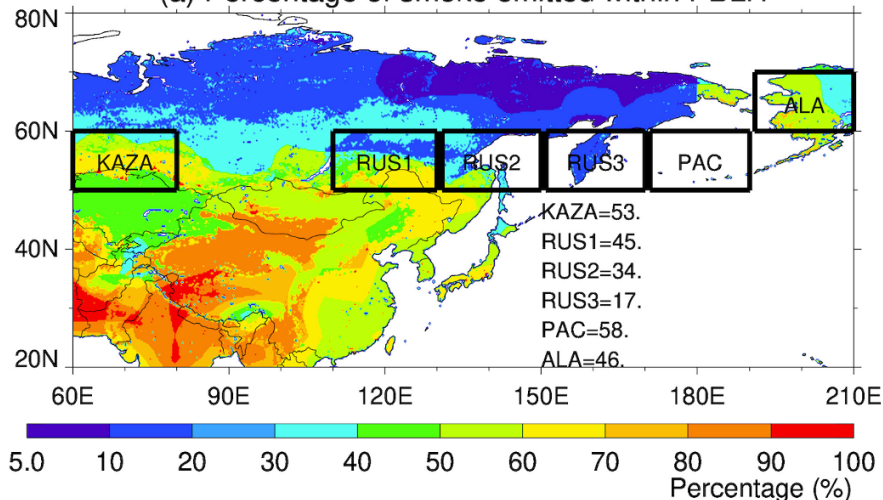 80N
60N
40N
20N
KAZA
RUS1
RUS2
RUS3
PAC
ALA
KAZA=53.
RUS1=45.
RUS2=34.
RUS3=17.
PAC=58.
ALA=46.
60E 90E 120E 150E 180E 210E
5.0 10 20 30 40 50 60 70 80 90 100
Percentage (%)